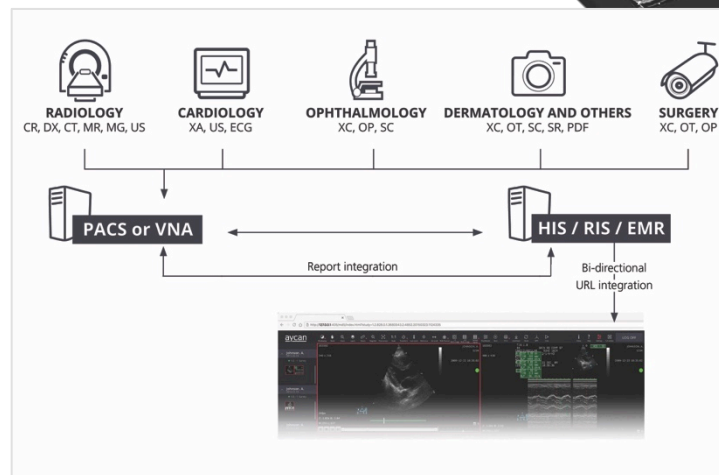 RADIOLOGY
CR, DX, CT, MR, MG, US
CARDIOLOGY
XA, US, ECG
OPHTHALMOLOGY
XC, OP, SC
DERMATOLOGY AND OTHERS
XC, OT, SC, SR, PDF
SURGERY
XC, OT, OP
PACS or VNA
HIS / RIS / EMR
Report integration
Bi-directional
URL integration
aycan